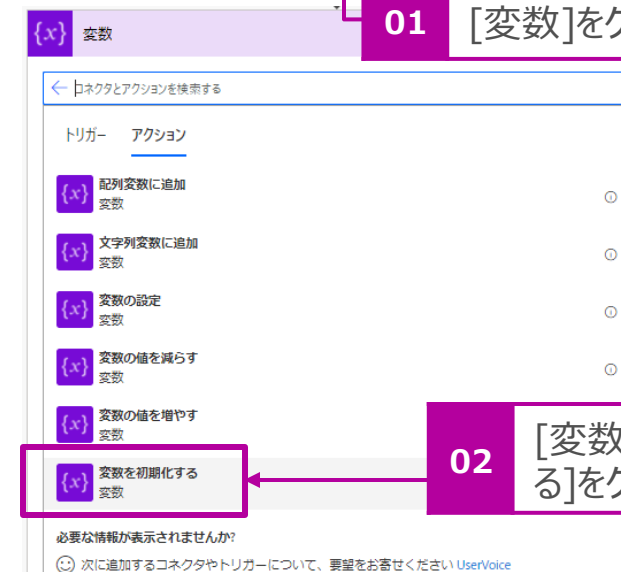 01
[変数]をク
{x} 変数
コネクタとアクションを検索する
トリガー アクション
{x} 配列変数に追加
変数
{x} 文字列変数に追加
変数
{x} 変数の設定
変数
{x} 変数の値を減らす
変数
{x} 変数の値を増やす
変数
{x} 変数を初期化する
変数
02
[変数
る]をク
必要な情報が表示されませんか?
次に追加するコネクタやトリガーについて、要望をお寄せください UserVoice